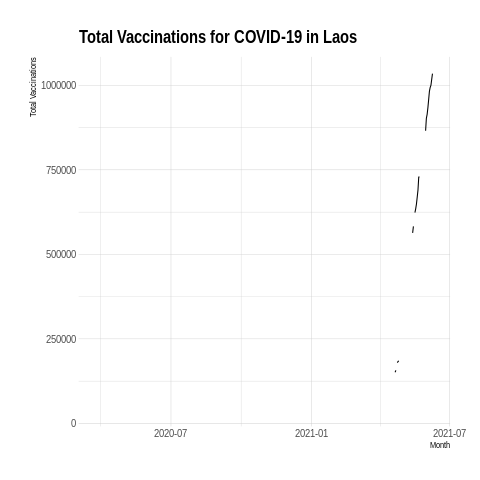 Total Vaccinations for COVID-19 in Laos
Total Vaccinations
1000000
750000
500000
250000
0
2020-07
2021-01
2021-07
Month